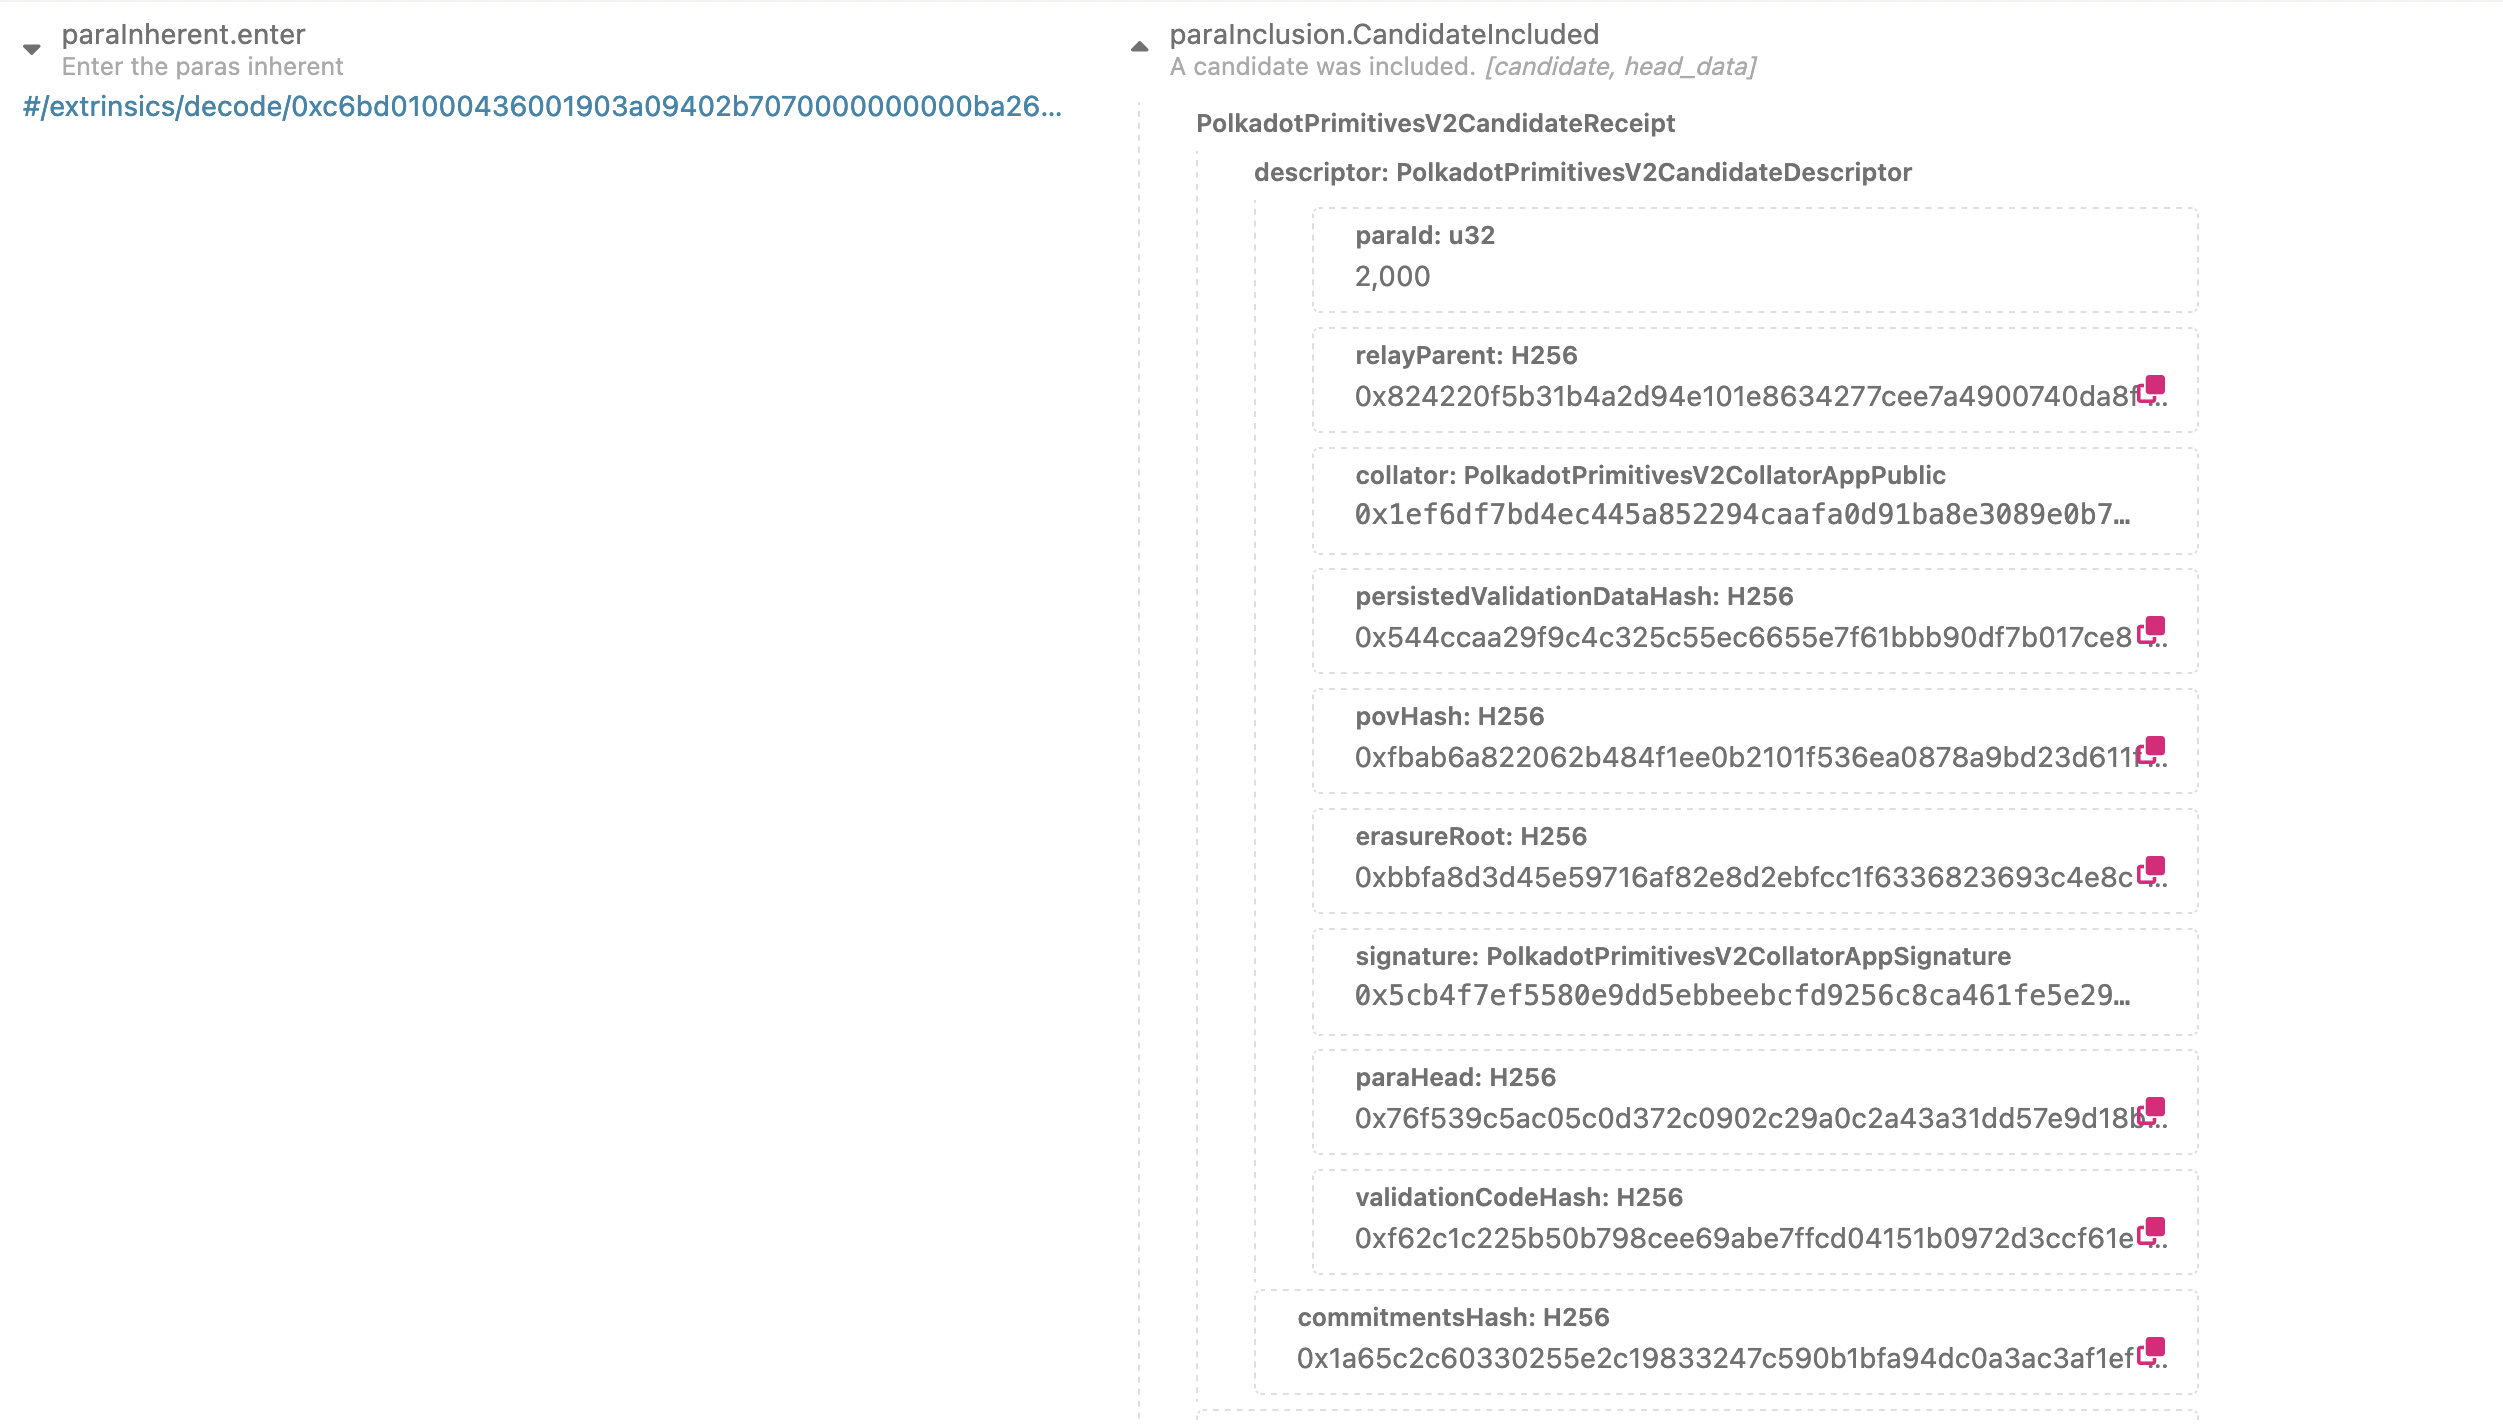 paraInherent.enter
Enter the paras inherent
#/extrinsics/decode/0xc6bd01000436001903a09402b7070000000000ba26…
paraInclusion.CandidateIncluded
A candidate was included. [candidate, head_data]
PolkadotPrimitivesV2CandidateReceipt
descriptor: PolkadotPrimitivesV2CandidateDescriptor
paraId: u32
2,000
relayParent: H256
0x824220f5b31b4a2d94e101e8634277cee7a4900740da8f…
collator: PolkadotPrimitivesV2CollatorAppPublic
0x1ef6df7bd4ec445a852294caafa0d91ba8e3089e0b7…
persistedValidationDataHash: H256
0x544ccaa29f9c4c325c55ec6655e7f61bbb90df7b017ce8…
povHash: H256
0xfbab6a822062b484f1ee0b2101f536ea0878a9bd23d611f…
erasureRoot: H256
0xbbfa8d3d45e59716af82e8d2ebfcc1f6336823693c4e8c…
signature: PolkadotPrimitivesV2CollatorAppSignature
0x5cb4f7ef5580e9dd5ebbeebcfd9256c8ca461fe5e29…
paraHead: H256
0x76f539c5ac05c0d372c0902c29a0c2a43a31dd57e9d18b…
validationCodeHash: H256
0xf62c1c225b50b798cee69abe7ffcd04151b0972d3ccf61e…
commitmentsHash: H256
0x1a65c2c60330255e2c19833247c590b1bfa94dc0a3ac3af1ef…